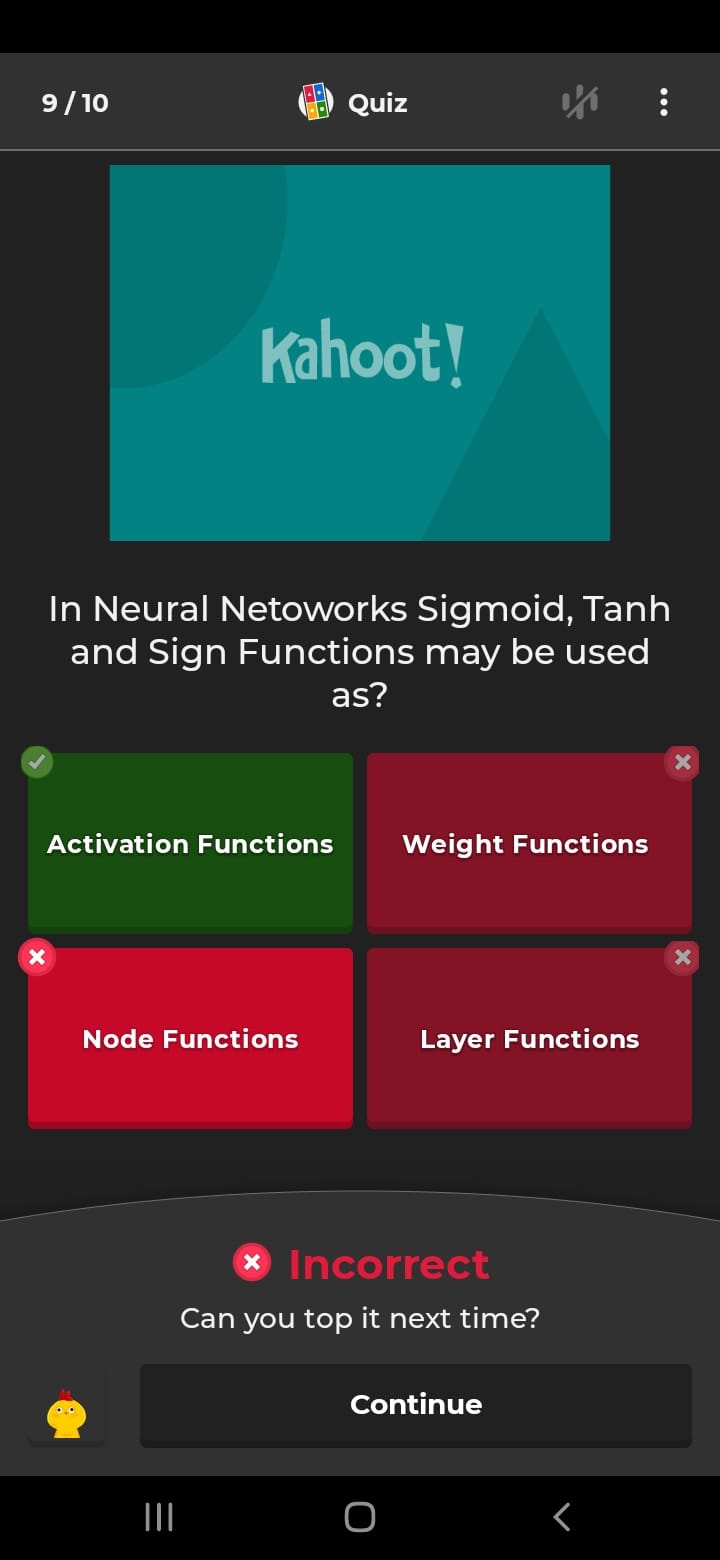 9 / 10
Quiz
Kahoot!
In Neural Netoworks Sigmoid, Tanh
and Sign Functions may be used
as?
Activation Functions
Weight Functions
Node Functions
Layer Functions
Incorrect
Can you top it next time?
Continue